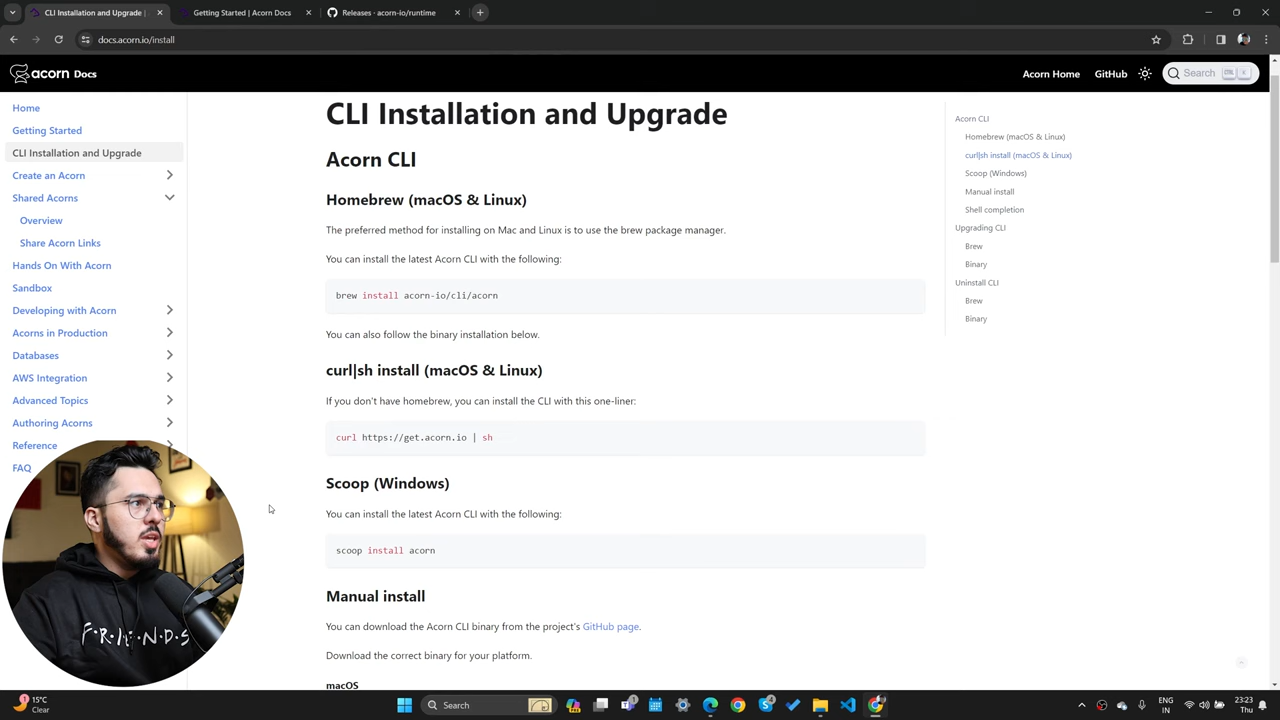 CLI Installation and Upgrade |
Getting Started | Acorn Docs
Releases · acorn-io/runtime
docs.acorn.io/install
acorn Docs
Acorn Home
GitHub
Search
Home
Getting Started
CLI Installation and Upgrade
Create an Acorn
Shared Acorns
Overview
Share Acorn Links
Hands On With Acorn
Sandbox
Developing with Acorn
Acorns in Production
Databases
AWS Integration
Advanced Topics
Authoring Acorns
Reference
FAQ
CLI Installation and Upgrade
Acorn CLI
Homebrew (macOS & Linux)
The preferred method for installing on Mac and Linux is to use the brew package manager.
You can install the latest Acorn CLI with the following:
brew install acorn-io/cli/acorn
You can also follow the binary installation below.
curl|sh install (macOS & Linux)
If you don't have homebrew, you can install the CLI with this one-liner:
curl https://get.acorn.io | sh
Scoop (Windows)
You can install the latest Acorn CLI with the following:
scoop install acorn
Manual install
You can download the Acorn CLI binary from the project's GitHub page.
Download the correct binary for your platform.
macOS
Acorn CLI
Homebrew (macOS & Linux)
curl|sh install (macOS & Linux)
Scoop (Windows)
Manual install
Shell completion
Upgrading CLI
Brew
Binary
Uninstall CLI
Brew
Binary
F·R·I·E·N·D·S
1
15°C
Clear
Search
ENG
IN
23:23
Thu